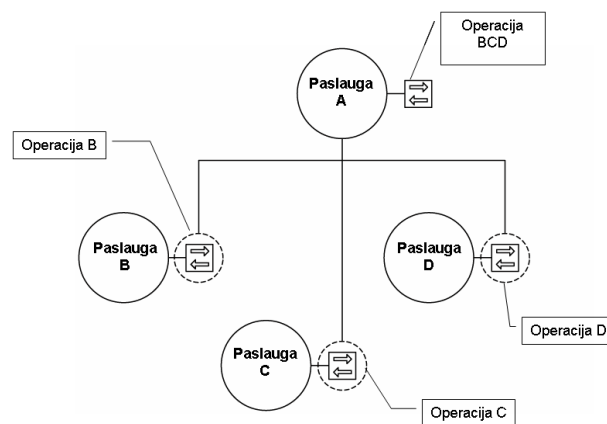 Operacija
BCD
Paslauga
A
Operacija B
Paslauga
B
Paslauga
D
Operacija D
Paslauga
C
Operacija C